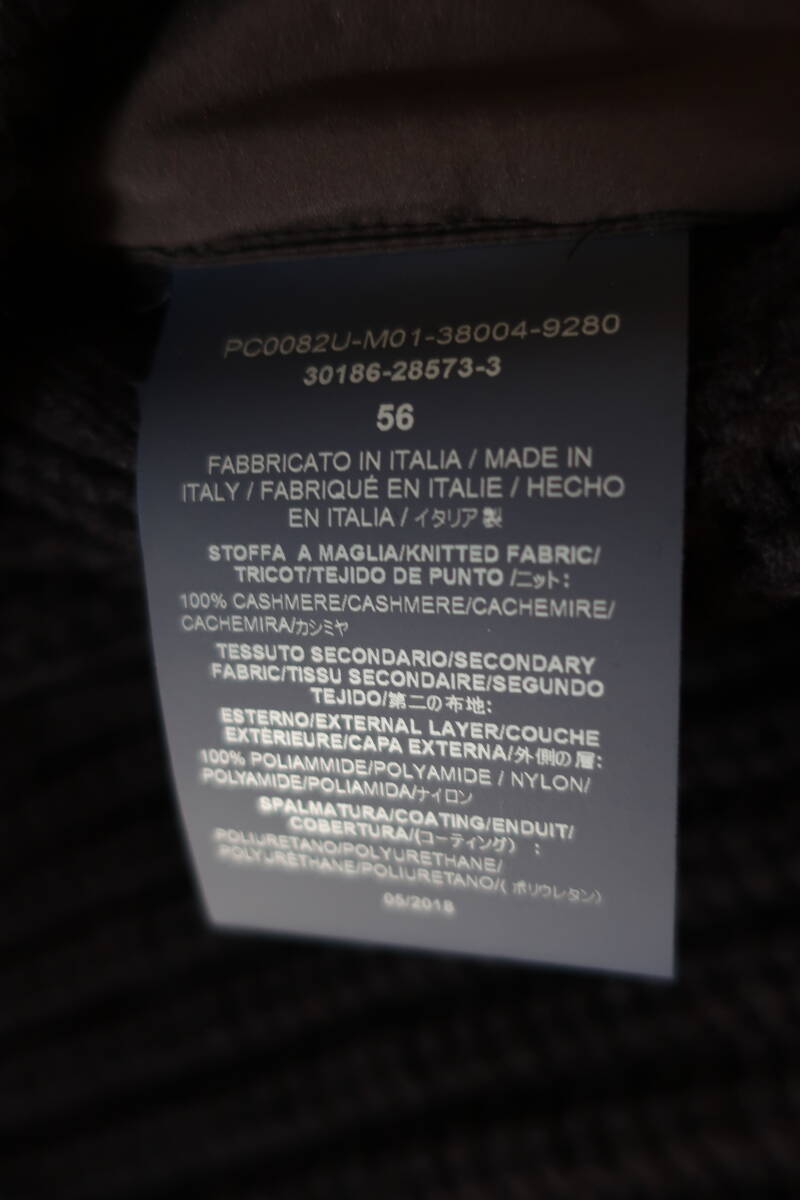 PC0082U-M01-38004-9280
30186-28573-3
56
FABBRICATO IN ITALIA / MADE IN
ITALY / FABRIQUÉ EN ITALIE / HECHO
EN ITALIA / イタリア製
STOFFA A MAGLIA/KNITTED FABRIC/
TRICOT/TEJIDO DE PUNTO /ニット:
100% CASHMERE/CASHMERE/CACHEMIRE/
CACHEMIRA/カシミヤ
TESSUTO SECONDARIO/SECONDARY
FABRIC/TISSU SECONDAIRE/SEGUNDO
TEJIDO/第二の布地:
ESTERNO/EXTERNAL LAYER/COUCHE
EXTÉRIEURE/CAPA EXTERNA/外側の層:
100% POLIAMMIDE/POLYAMIDE / NYLON/
POLYAMIDE/POLIAMIDA/ナイロン
SPALMATURA/COATING/ENDUIT/
COBERTURA/(コーティング) :
POLIURETANO/POLYURETHANE/
POLYURETHANE/POLIURETANO/( ポリウレタン)
05/2018